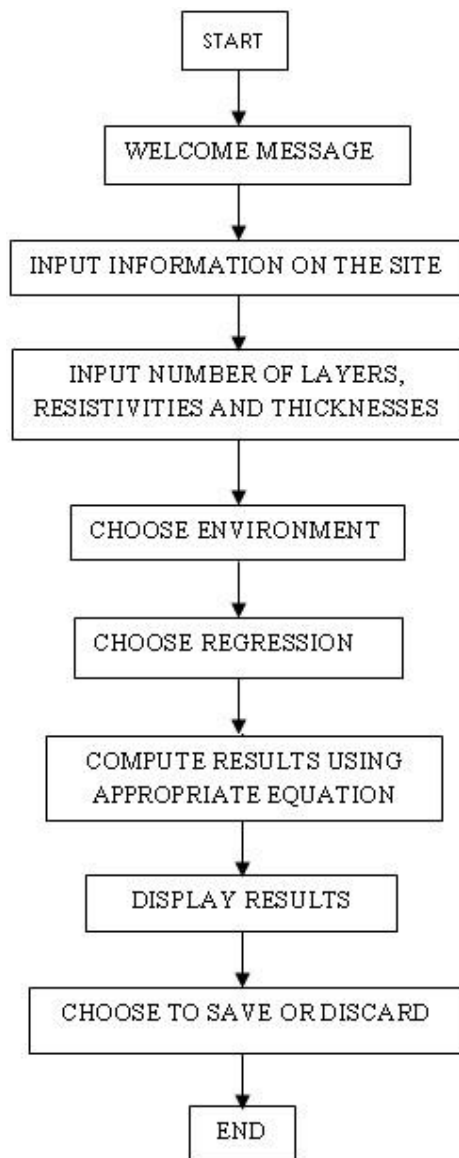 START
WELCOME MESSAGE
INPUT INFORMATION ON THE SITE
INPUT NUMBER OF LAYERS,
RESISTIVITIES AND THICKNESSES
CHOOSE ENVIRONMENT
CHOOSE REGRESSION
COMPUTE RESULTS USING
APPROPRIATE EQUATION
DISPLAY RESULTS
CHOOSE TO SAVE OR DISCARD
END